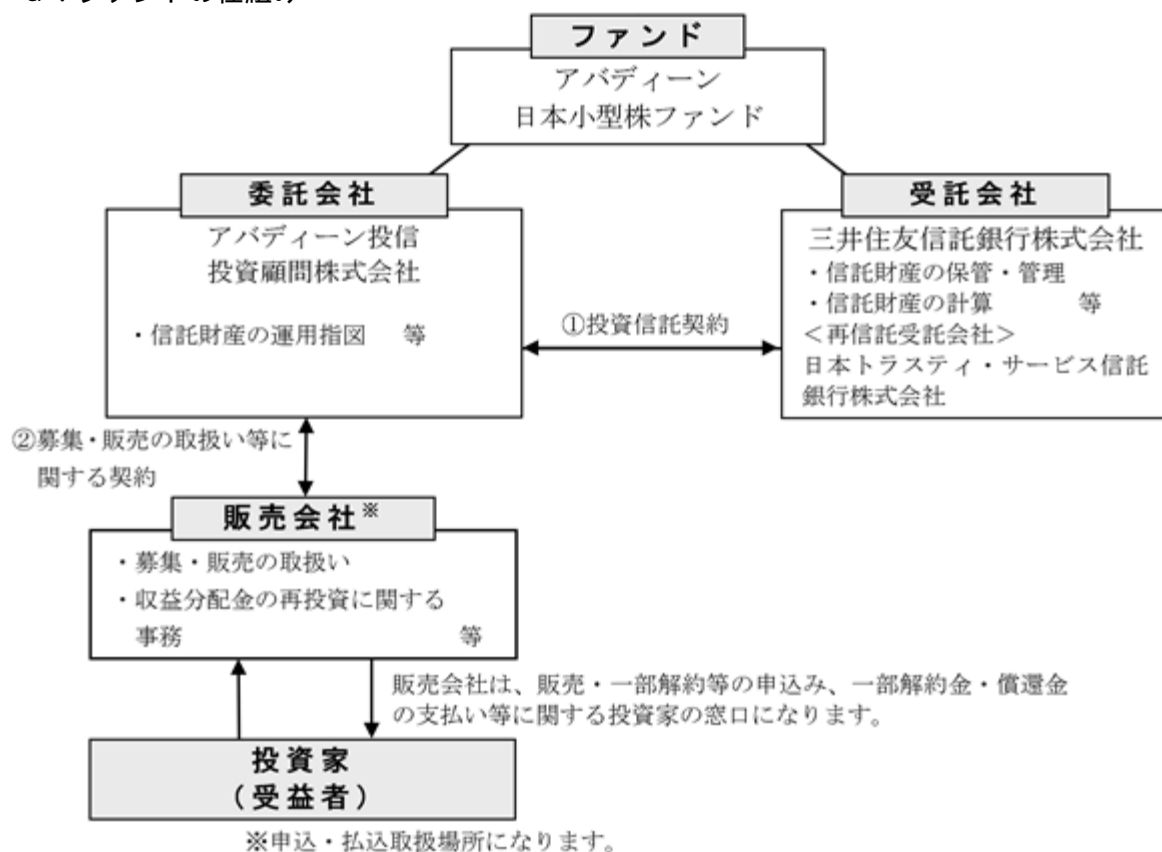 ファンドの仕組み
ファンド
アバディーン
日本小型株ファンド
委託会社
アバディーン投信
投資顧問株式会社
・信託財産の運用指図 等
受託会社
三井住友信託銀行株式会社
・信託財産の保管・管理
・信託財産の計算 等
＜再信託受託会社＞
日本トラスティ・サービス信託
銀行株式会社
①投資信託契約
②募集・販売の取扱い等に
関する契約
販売会社※
・募集・販売の取扱い
・収益分配金の再投資に関する
事務 等
販売会社は、販売・一部解約等の申込み、一部解約金・償還金
の支払い等に関する投資家の窓口になります。
投資家
（受益者）
※申込・払込取扱場所になります。